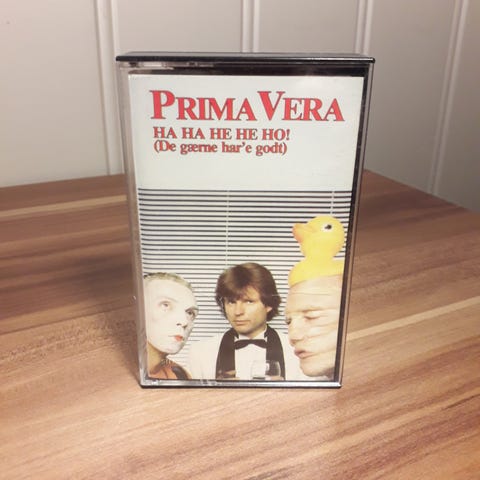 PRIMA VERA
HA HA HE HE HO!
(De gærne har'e godt)